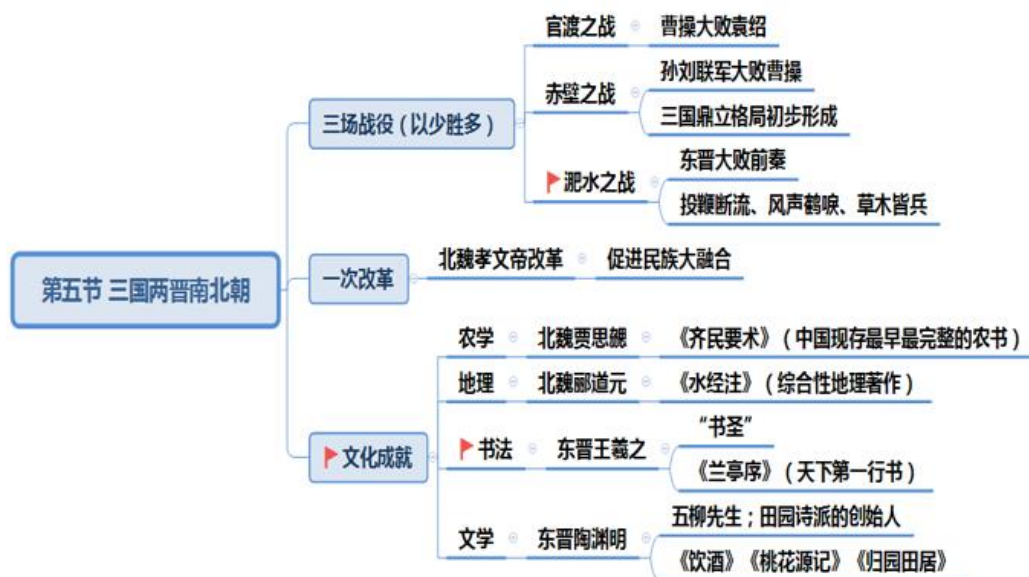 第五节 三国两晋南北朝
三场战役（以少胜多）
官渡之战
曹操大败袁绍
赤壁之战
孙刘联军大败曹操
三国鼎立格局初步形成
淝水之战
东晋大败前秦
投鞭断流、风声鹤唳、草木皆兵
一次改革
北魏孝文帝改革
促进民族大融合
文化成就
农学
北魏贾思勰
《齐民要术》（中国现存最早最完整的农书）
地理
北魏郦道元
《水经注》（综合性地理著作）
书法
东晋王羲之
“书圣”
《兰亭序》（天下第一行书）
文学
东晋陶渊明
五柳先生；田园诗派的创始人
《饮酒》《桃花源记》《归园田居》